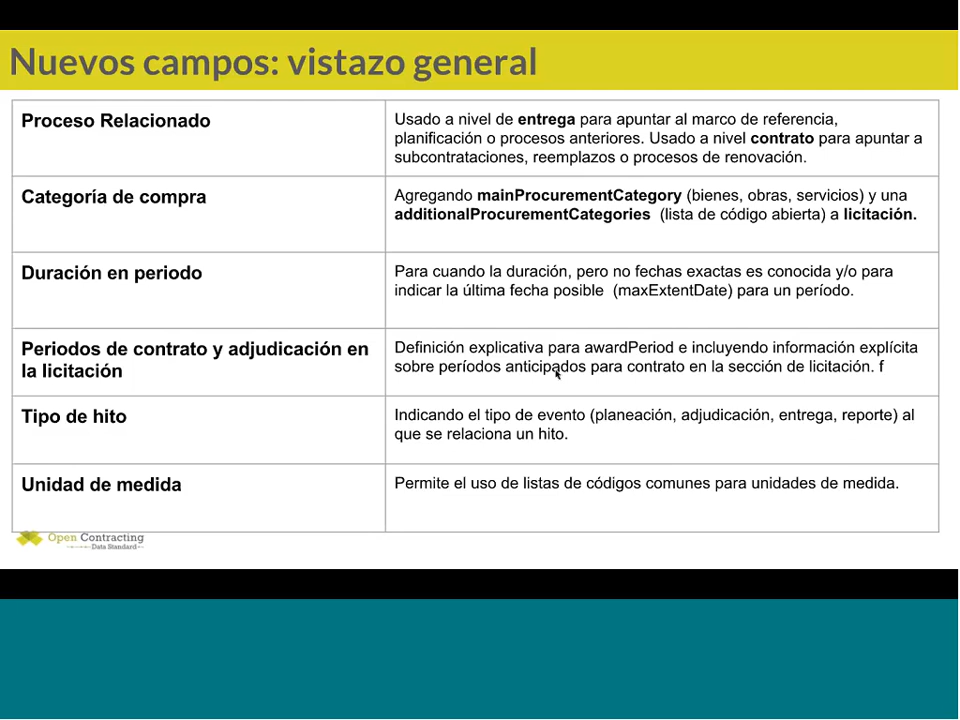 Nuevos campos: vistazo general
Proceso Relacionado
Usado a nivel de entrega para apuntar al marco de referencia,
planificación o procesos anteriores. Usado a nivel contrato para apuntar a
subcontrataciones, reemplazos o procesos de renovación.
Categoría de compra
Agregando mainProcurementCategory (bienes, obras, servicios) y una
additionalProcurementCategories (lista de código abierta) a licitación.
Duración en periodo
Para cuando la duración, pero no fechas exactas es conocida y/o para
indicar la última fecha posible (maxExtentDate) para un período.
Periodos de contrato y adjudicación en
la licitación
Definición explicativa para awardPeriod e incluyendo información explícita
sobre períodos anticipados para contrato en la sección de licitación. f
Tipo de hito
Indicando el tipo de evento (planeación, adjudicación, entrega, reporte) al
que se relaciona un hito.
Unidad de medida
Permite el uso de listas de códigos comunes para unidades de medida.
Open Contracting
Data Standard